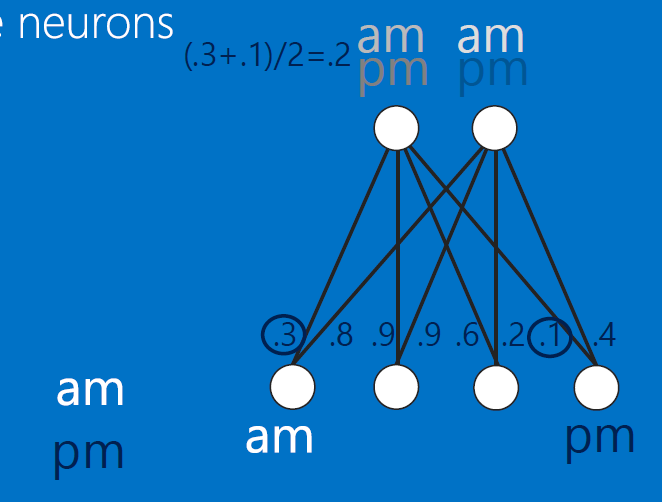 e neurons
(.3+.1)/2=.2
am am
pm pm
.3 .8 .9 .9 .6 .2 .1 .4
am
pm
am pm